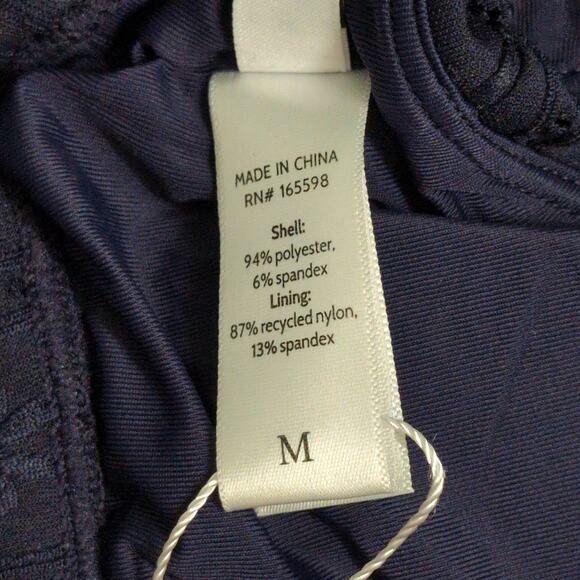 MADE IN CHINA
RN# 165598
Shell:
94% polyester,
6% spandex
Lining:
87% recycled nylon,
13% spandex
M